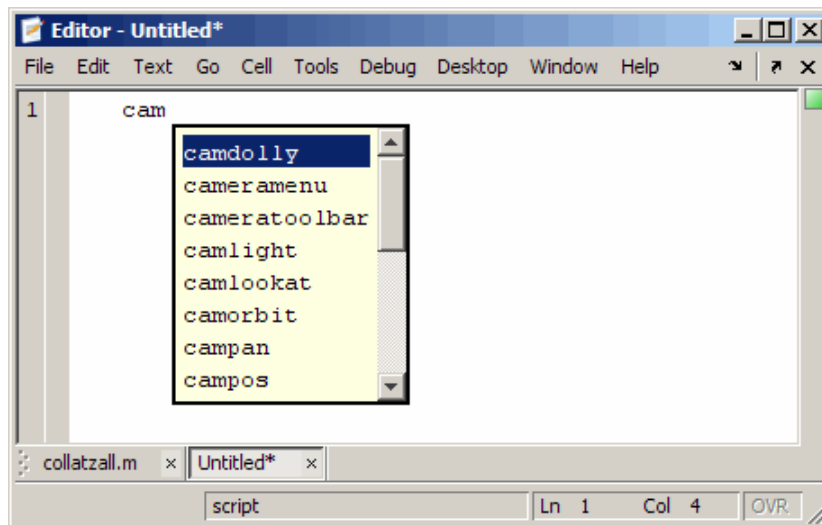 Editor - Untitled*
File Edit Text Go Cell Tools Debug Desktop Window Help
1 cam
camdolly
cameramenu
cameratoolbar
camlight
camlookat
camorbit
campan
campos
collatzall.m Untitled*
script Ln 1 Col 4 OVR